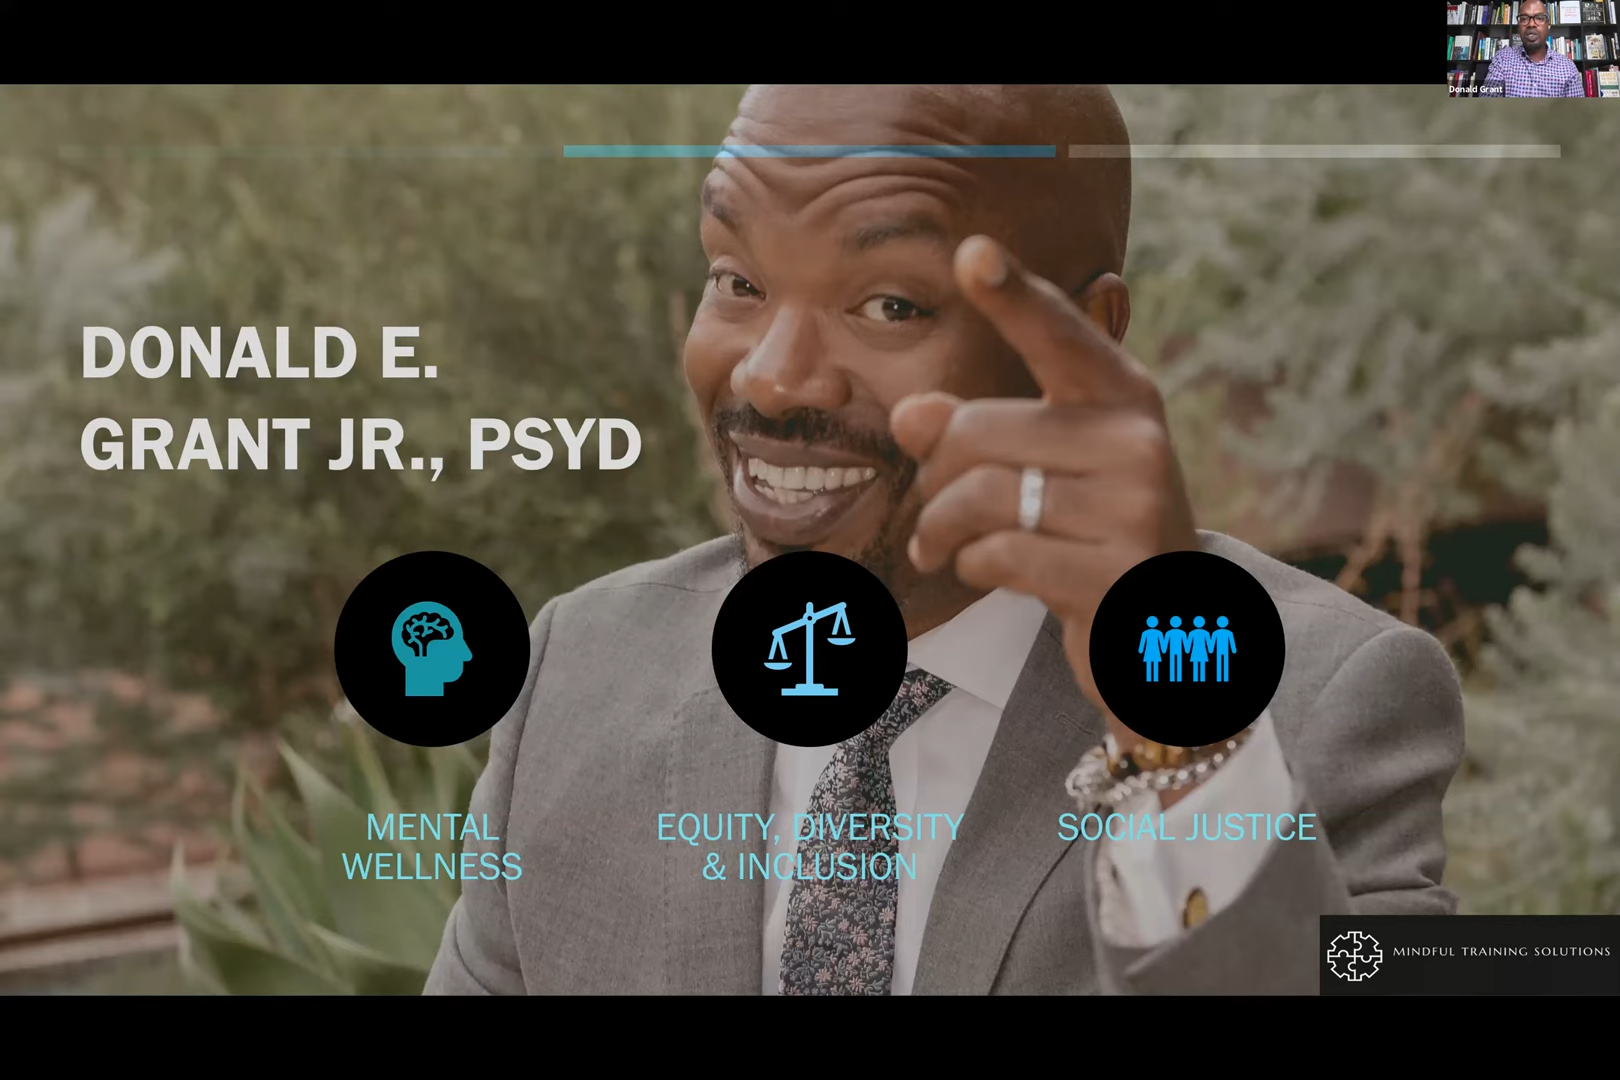 Donald Grant
DONALD E.
GRANT JR., PSYD
MENTAL
WELLNESS
EQUITY, DIVERSITY
& INCLUSION
SOCIAL JUSTICE
MINDFUL TRAINING SOLUTIONS